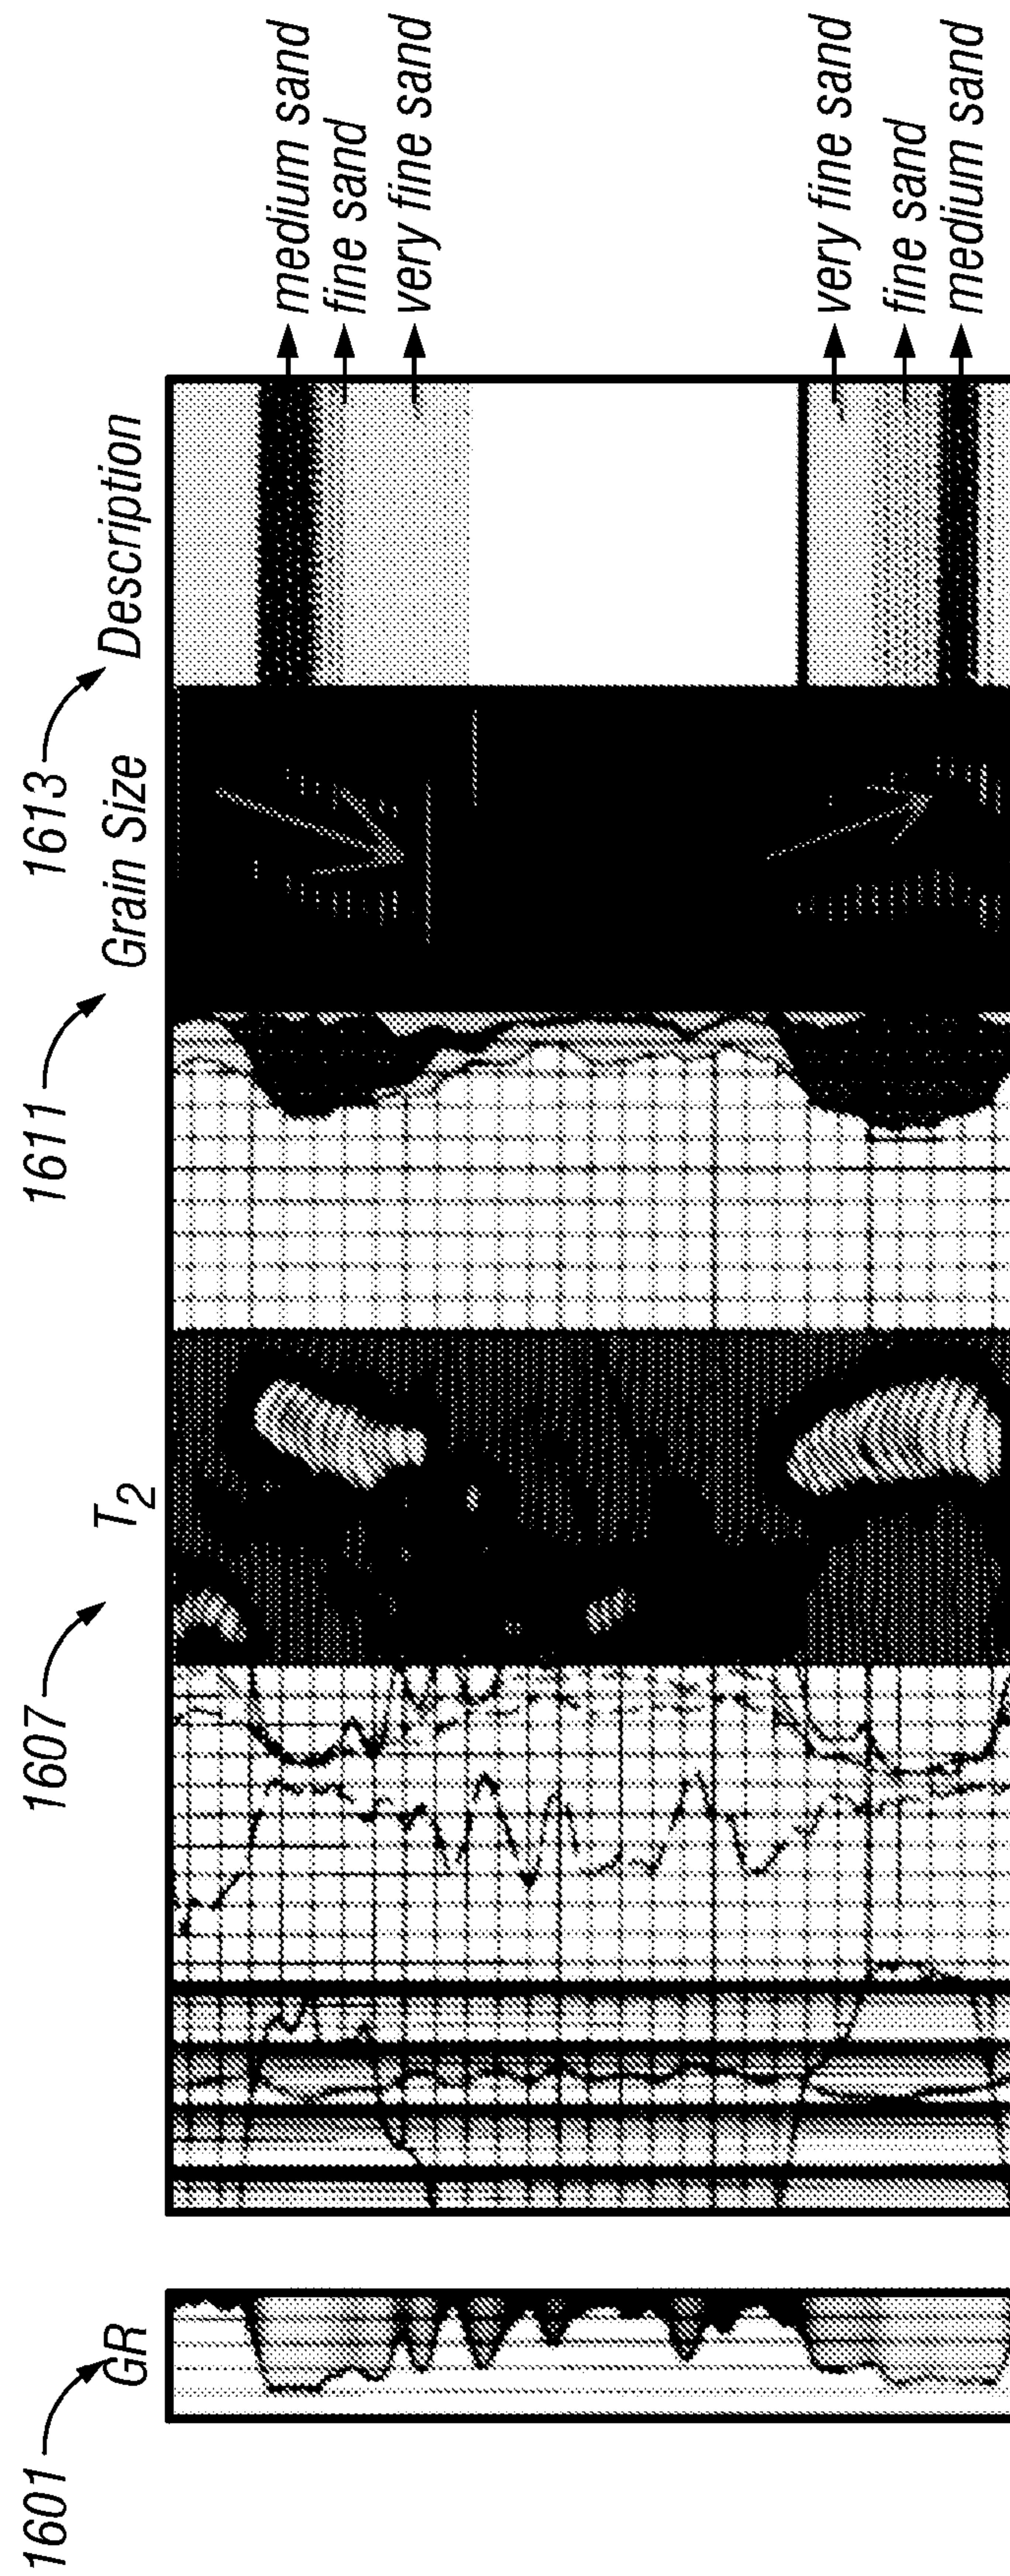 1601
GR
1607
T2
1611
Grain Size
1613
Description
medium sand
fine sand
very fine sand
very fine sand
fine sand
medium sand